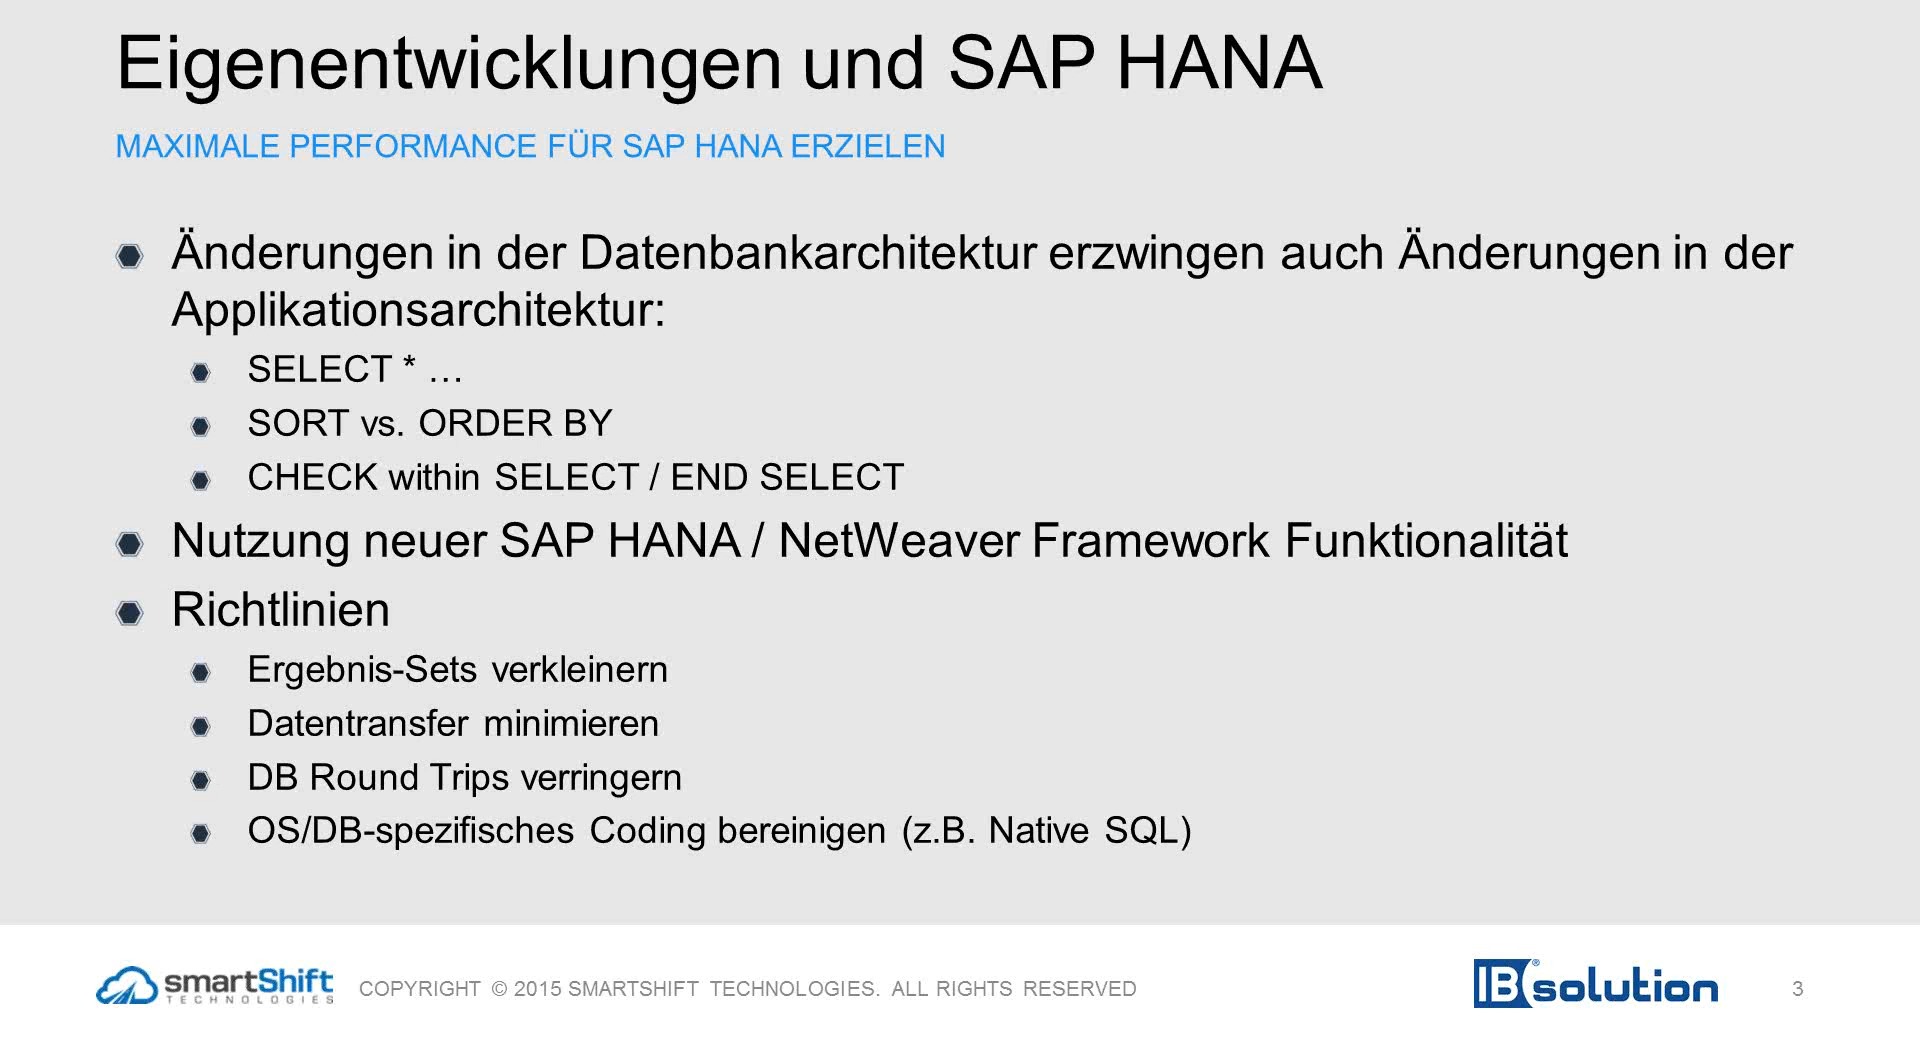 Eigenentwicklungen und SAP HANA
MAXIMALE PERFORMANCE FÜR SAP HANA ERZIELEN
Änderungen in der Datenbankarchitektur erzwingen auch Änderungen in der
Applikationsarchitektur:
SELECT * …
SORT vs. ORDER BY
CHECK within SELECT / END SELECT
Nutzung neuer SAP HANA / NetWeaver Framework Funktionalität
Richtlinien
Ergebnis-Sets verkleinern
Datentransfer minimieren
DB Round Trips verringern
OS/DB-spezifisches Coding bereinigen (z.B. Native SQL)
smartShift
TECHNOLOGIES
COPYRIGHT © 2015 SMARTSHIFT TECHNOLOGIES. ALL RIGHTS RESERVED
IBsolution®
3